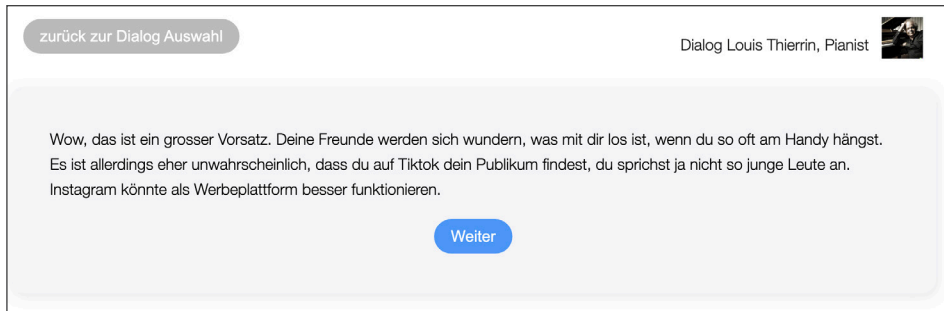 zurück zur Dialog Auswahl
Dialog Louis Thierrin, Pianist
Wow, das ist ein grosser Vorsatz. Deine Freunde werden sich wundern, was mit dir los ist, wenn du so oft am Handy hängst.
Es ist allerdings eher unwahrscheinlich, dass du auf Tiktok dein Publikum findest, du sprichst ja nicht so junge Leute an.
Instagram könnte als Werbeplattform besser funktionieren.
Weiter